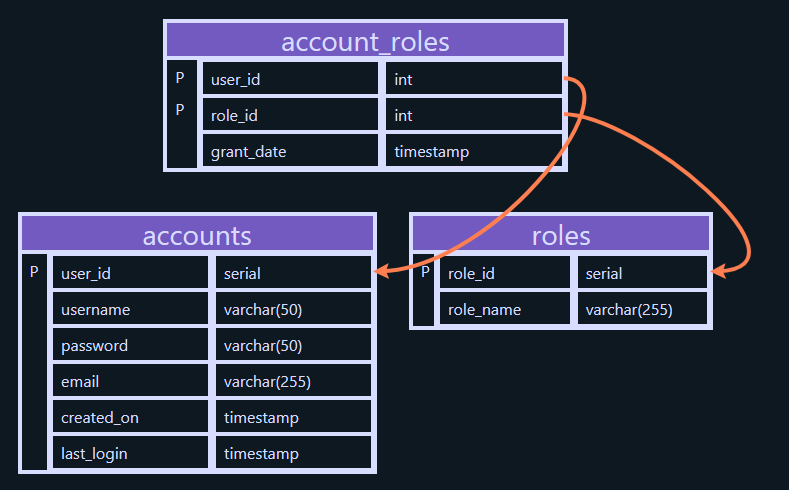 account_roles
P user_id int
P role_id int
grant_date timestamp
accounts
P user_id serial
username varchar(50)
password varchar(50)
email varchar(255)
created_on timestamp
last_login timestamp
roles
P role_id serial
role_name varchar(255)